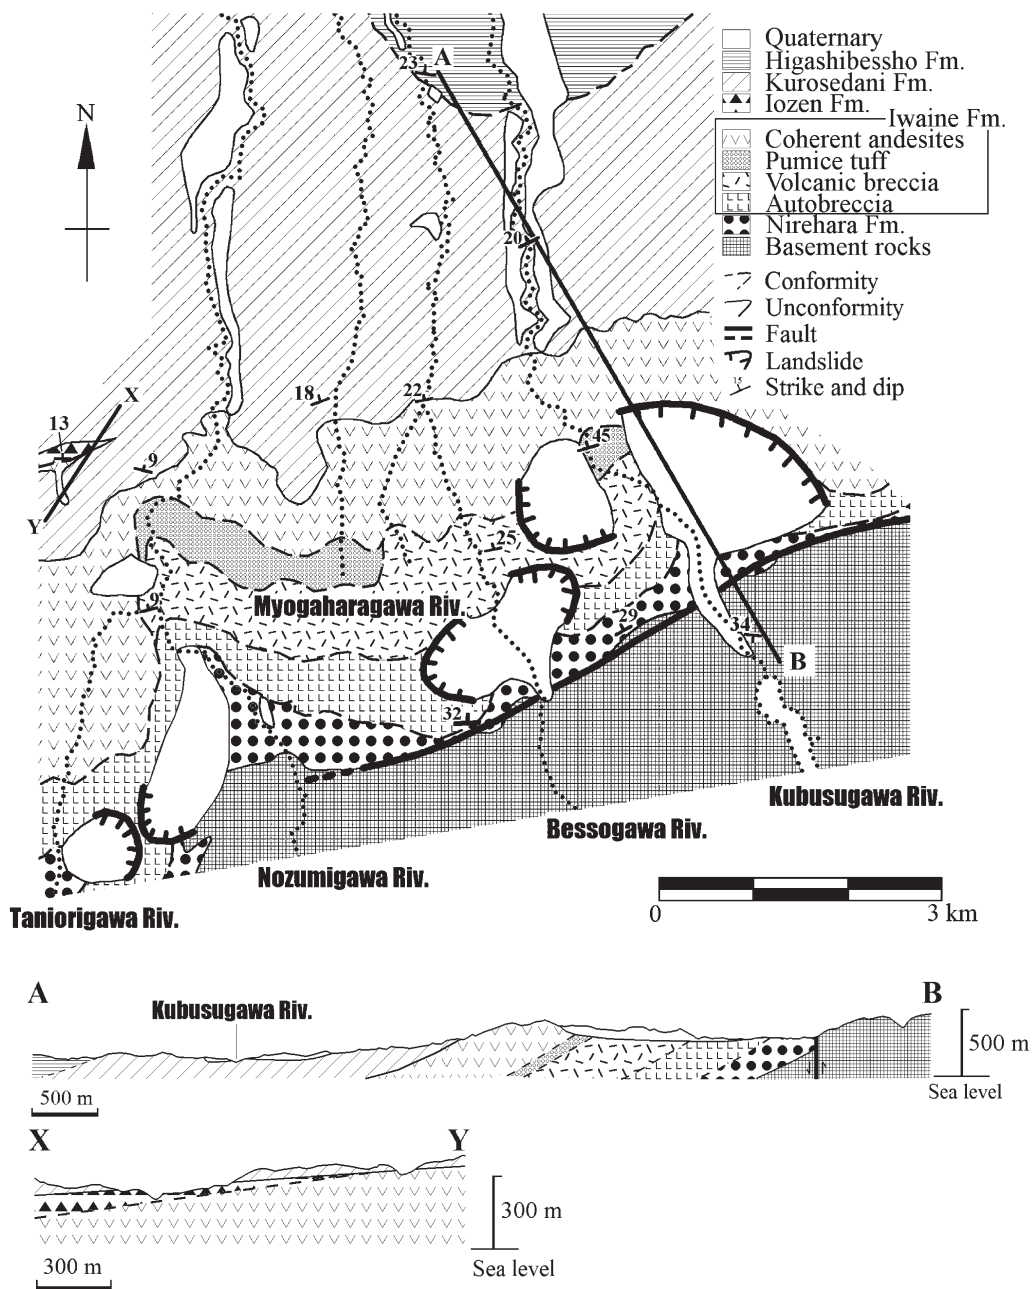 Quaternary
Higashibessho Fm.
Kurosedani Fm.
Iozen Fm.
Iwaine Fm.
Coherent andesites
Pumice tuff
Volcanic breccia
Autobreccia
Nirehara Fm.
Basement rocks
Conformity
Unconformity
Fault
Landslide
15
Strike and dip
N
23
A
20
18
22
X
13
9
Y
45
25
9
Myogaharagawa Riv.
29
34
B
32
Kubusugawa Riv.
Bessogawa Riv.
Nozumigawa Riv.
Taniorigawa Riv.
0
3 km
A
Kubusugawa Riv.
B
500 m
Sea level
500 m
X
Y
300 m
Sea level
300 m